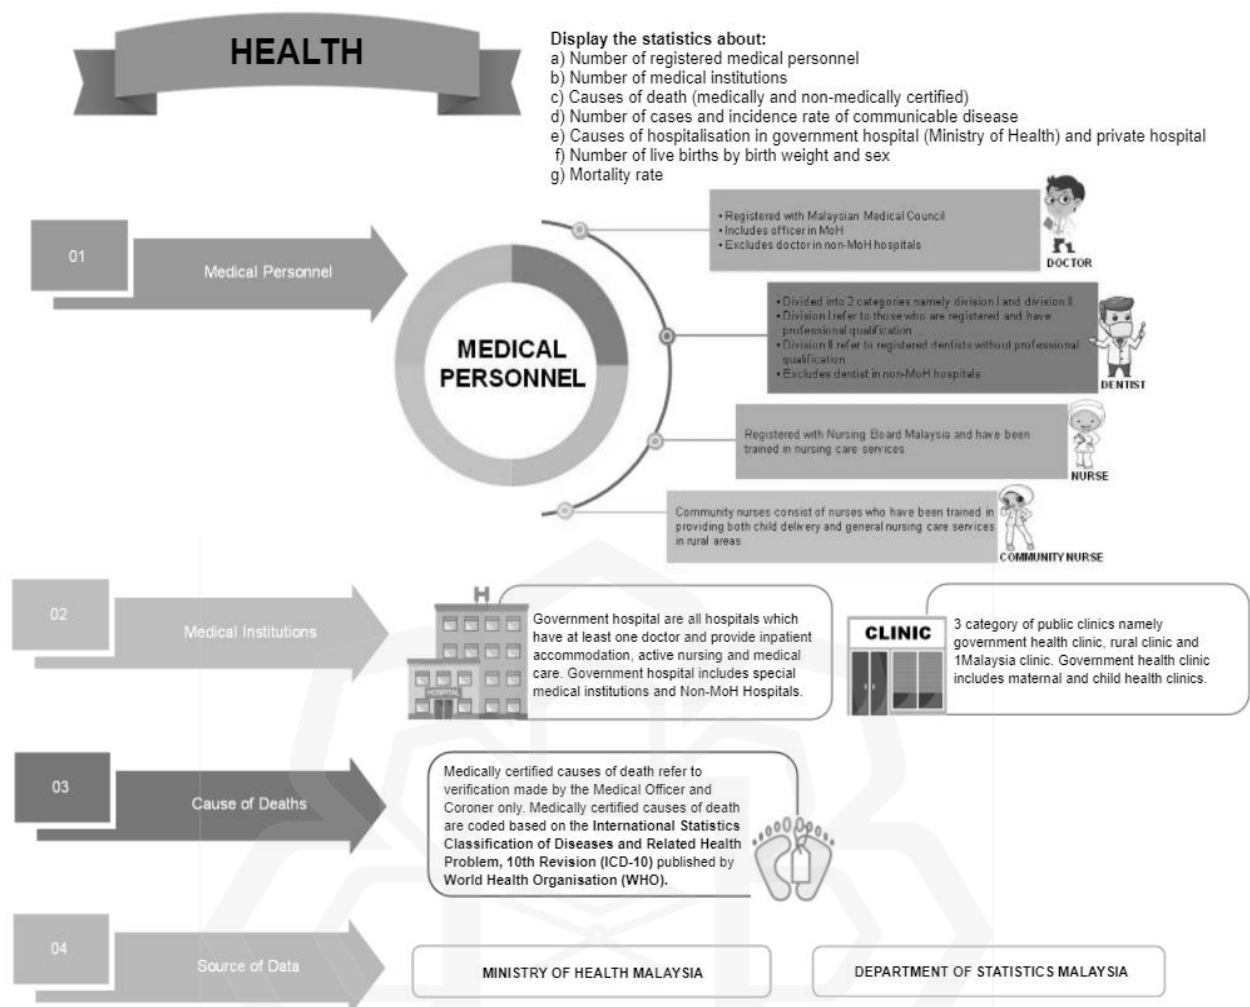 HEALTH
Display the statistics about:
a) Number of registered medical personnel
b) Number of medical institutions
c) Causes of death (medically and non-medically certified)
d) Number of cases and incidence rate of communicable disease
e) Causes of hospitalisation in government hospital (Ministry of Health) and private hospital
f) Number of live births by birth weight and sex
g) Mortality rate
01
Medical Personnel
MEDICAL
PERSONNEL
• Registered with Malaysian Medical Council
• Includes officer in MoH
• Excludes doctor in non-MoH hospitals
DOCTOR
• Divided into 2 categories namely division I and division II
• Division I refer to those who are registered and have
professional qualification
• Division II refer to registered dentists without professional
qualification
• Excludes dentist in non-MoH hospitals
DENTIST
Registered with Nursing Board Malaysia and have been
trained in nursing care services
NURSE
Community nurses consist of nurses who have been trained in
providing both child delivery and general nursing care services
in rural areas
COMMUNITY NURSE
02
Medical Institutions
H
HOSPITAL
Government hospital are all hospitals which
have at least one doctor and provide inpatient
accommodation, active nursing and medical
care. Government hospital includes special
medical institutions and Non-MoH Hospitals.
CLINIC
3 category of public clinics namely
government health clinic, rural clinic and
1Malaysia clinic. Government health clinic
includes maternal and child health clinics.
03
Cause of Deaths
Medically certified causes of death refer to
verification made by the Medical Officer and
Coroner only. Medically certified causes of death
are coded based on the International Statistics
Classification of Diseases and Related Health
Problem, 10th Revision (ICD-10) published by
World Health Organisation (WHO).
04
Source of Data
MINISTRY OF HEALTH MALAYSIA
DEPARTMENT OF STATISTICS MALAYSIA